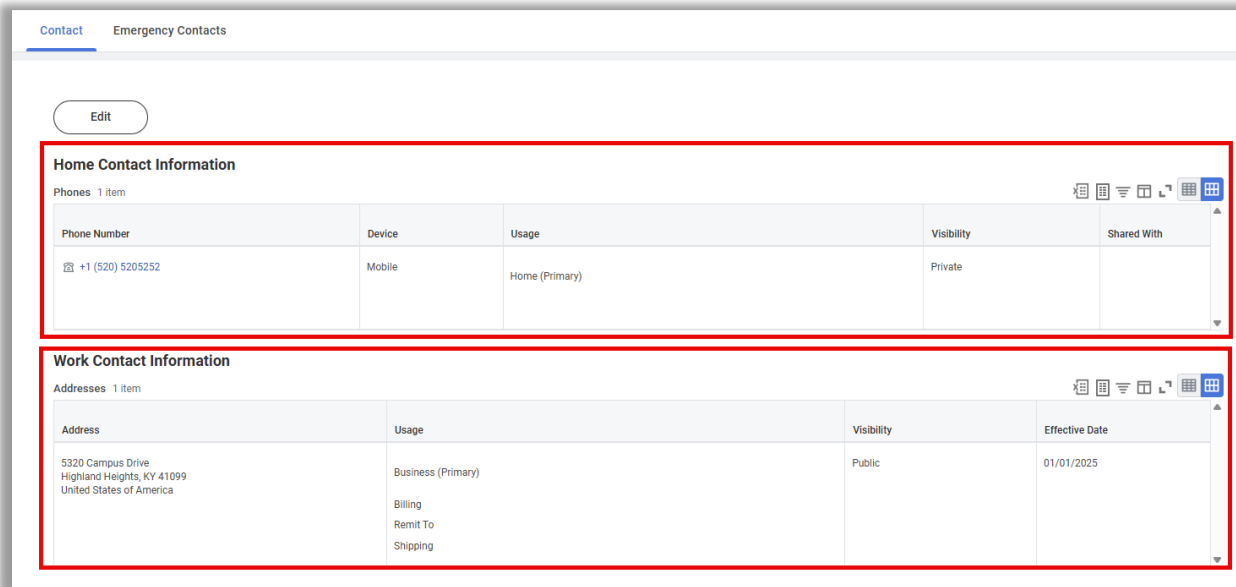 Contact Emergency Contacts
Edit
Home Contact Information
Phones 1 item
Phone Number Device Usage Visibility Shared With
+1 (520) 5205252 Mobile Home (Primary) Private
Work Contact Information
Addresses 1 item
Address Usage Visibility Effective Date
5320 Campus Drive Business (Primary) Public 01/01/2025
Highland Heights, KY 41099
United States of America
Billing
Remit To
Shipping